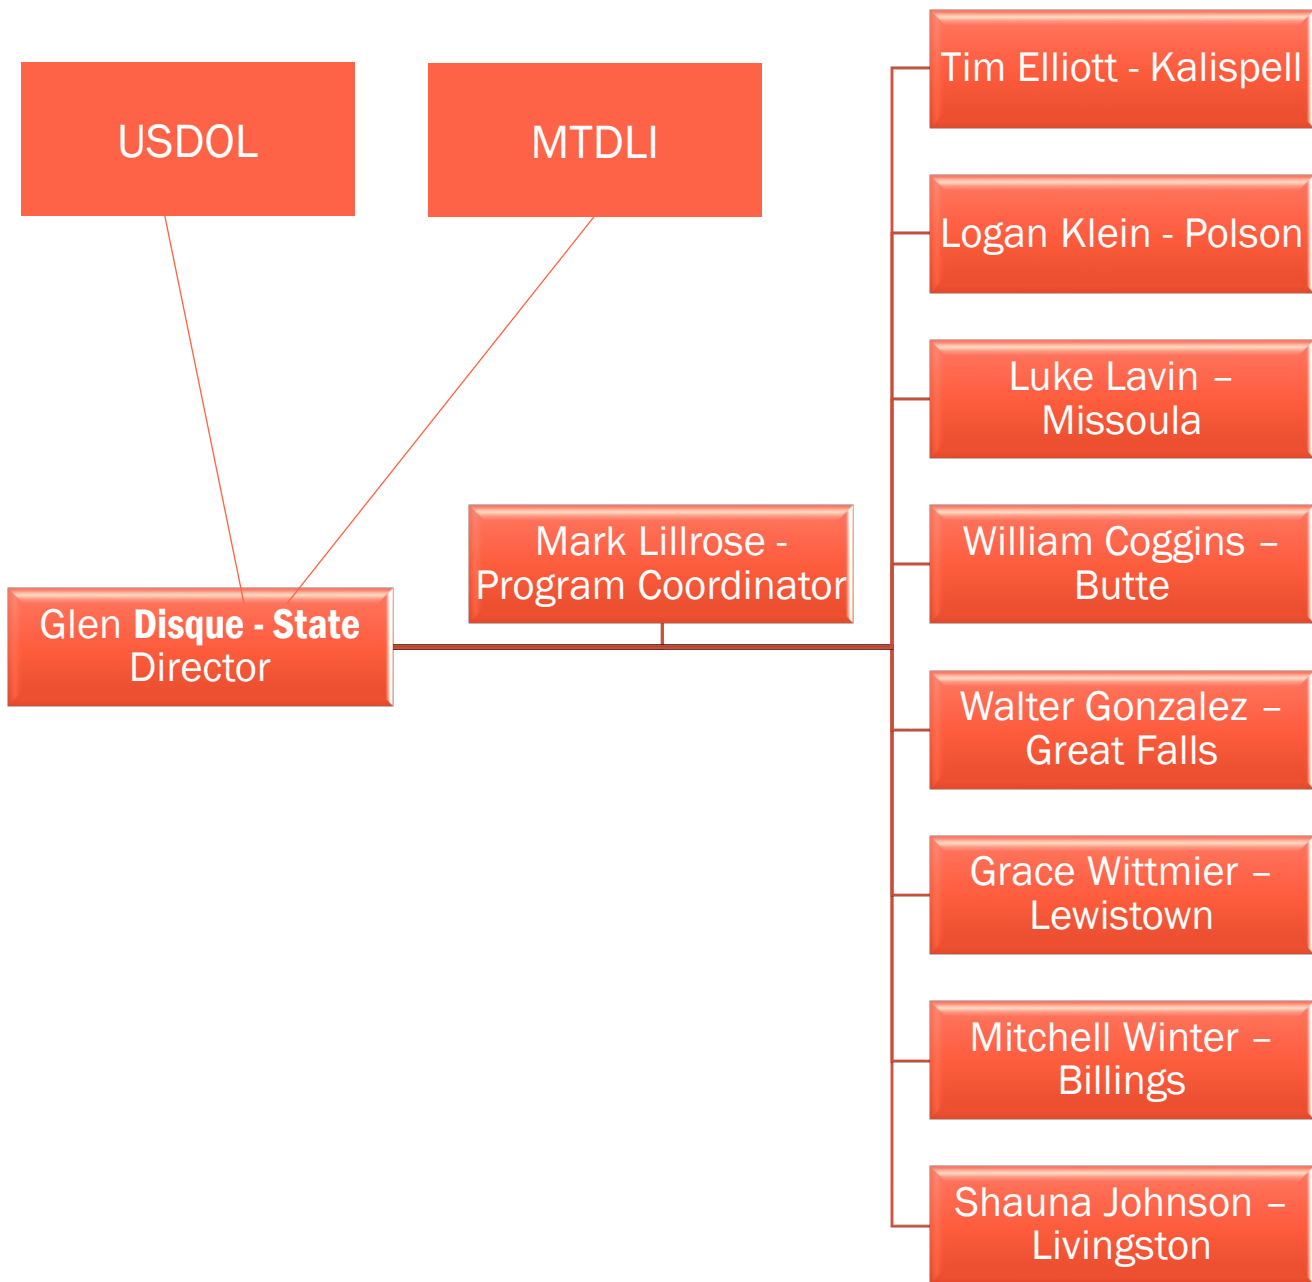 USDOL
MTDLI
Glen Disque - State
Director
Mark Lillrose -
Program Coordinator
Tim Elliott - Kalispell
Logan Klein - Polson
Luke Lavin –
Missoula
William Coggins –
Butte
Walter Gonzalez –
Great Falls
Grace Wittmier –
Lewistown
Mitchell Winter –
Billings
Shauna Johnson –
Livingston